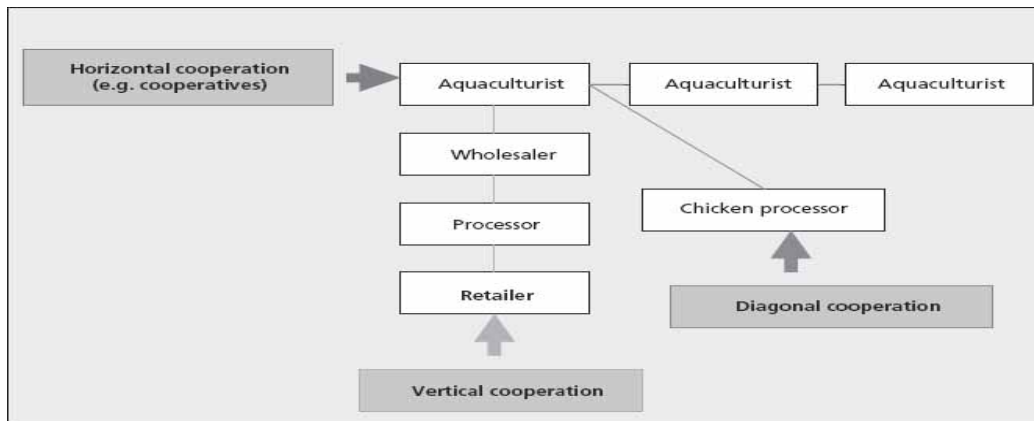 Horizontal cooperation
(e.g. cooperatives)
Aquaculturist
Aquaculturist
Aquaculturist
Wholesaler
Chicken processor
Processor
Retailer
Diagonal cooperation
Vertical cooperation